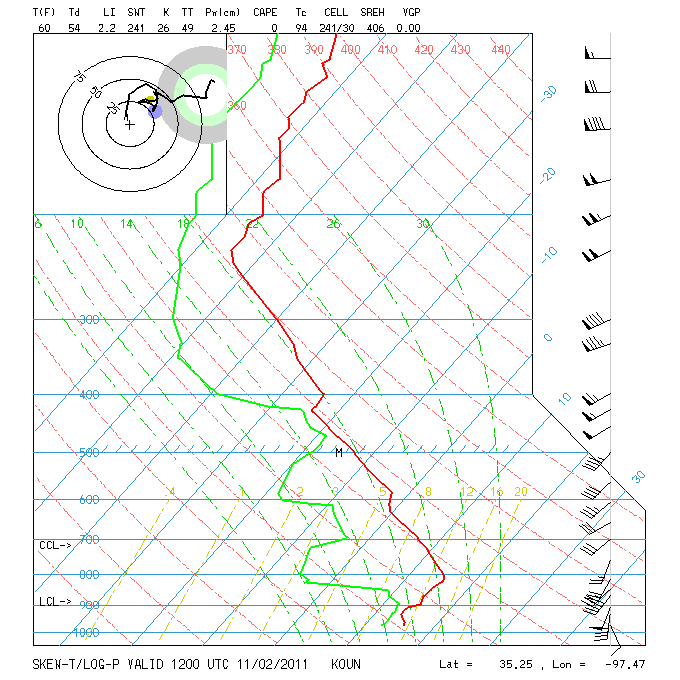 T(F) Td LI SWT K TT Pw(cm) CAPE Tc CELL SREH VGP
60 54 2.2 241 26 49 2.45 0 94 241/30 406 0.00
370 380 390 400 410 420 430 440
75
50
25
360
-30
-20
-10
0
10
30
6 10 14 18 22 26 30
300
400
500
M
600
4 1 2 5 8 12 16 20
700
CCL->
800
LCL->
900
1000
SKEW-T/LOG-P VALID 1200 UTC 11/02/2011 KOUN Lat = 35.25 , Lon = -97.47